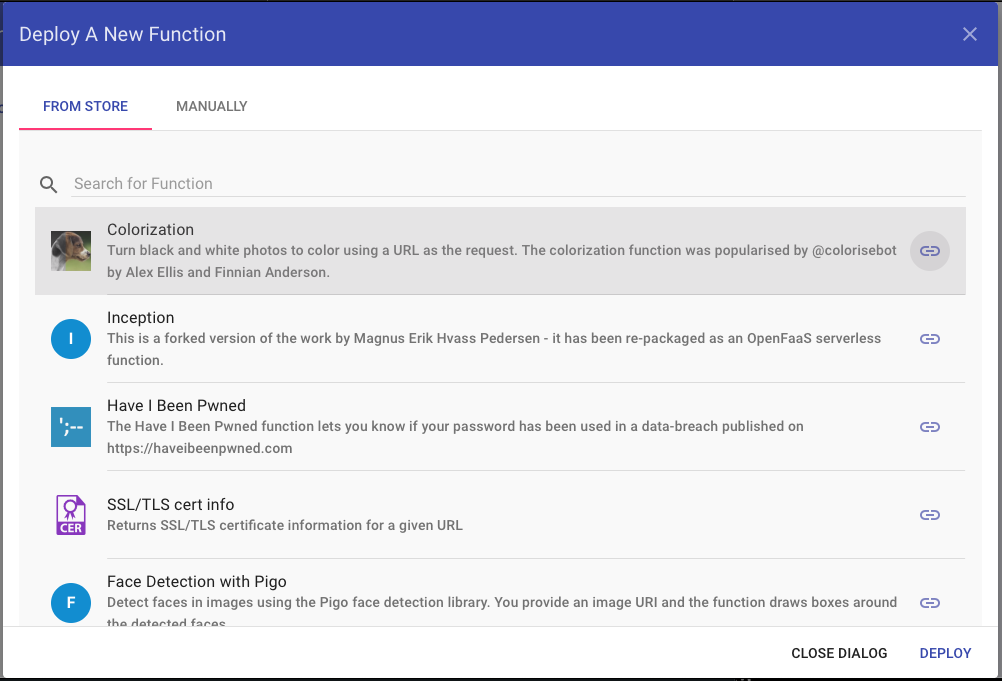 Deploy A New Function
FROM STORE
MANUALLY
Search for Function
Colorization
Turn black and white photos to color using a URL as the request. The colorization function was popularised by @colorisebot
by Alex Ellis and Finnian Anderson.
I
Inception
This is a forked version of the work by Magnus Erik Hvass Pedersen - it has been re-packaged as an OpenFaaS serverless
function.
';--
Have I Been Pwned
The Have I Been Pwned function lets you know if your password has been used in a data-breach published on
https://haveibeenpwned.com
CER
SSL/TLS cert info
Returns SSL/TLS certificate information for a given URL
F
Face Detection with Pigo
Detect faces in images using the Pigo face detection library. You provide an image URI and the function draws boxes around
the detected faces
CLOSE DIALOG
DEPLOY